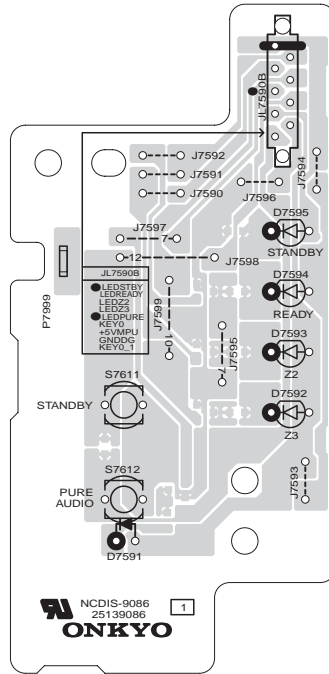 JL7590B
J7592
J7591
J7590
J7594
J7596
J7597
7
12
J7598
D7595
STANDBY
P7999
JL7590B
LEDSTBY
LEDREADY
LEDZ2
LEDZ3
LEDPURE
KEY0
+5VMPU
GNDDG
KEY0_1
J7599
10
D7594
READY
J7595
7
D7593
Z2
S7611
STANDBY
D7592
Z3
S7612
PURE
AUDIO
J7593
D7591
NCDIS-9086
25139086
1
ONKYO